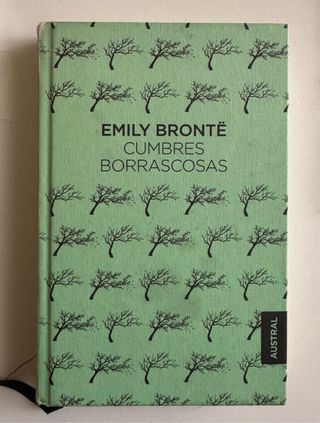 EMILY BRONTË
CUMBRES
BORRASCOSAS
AUSTRAL